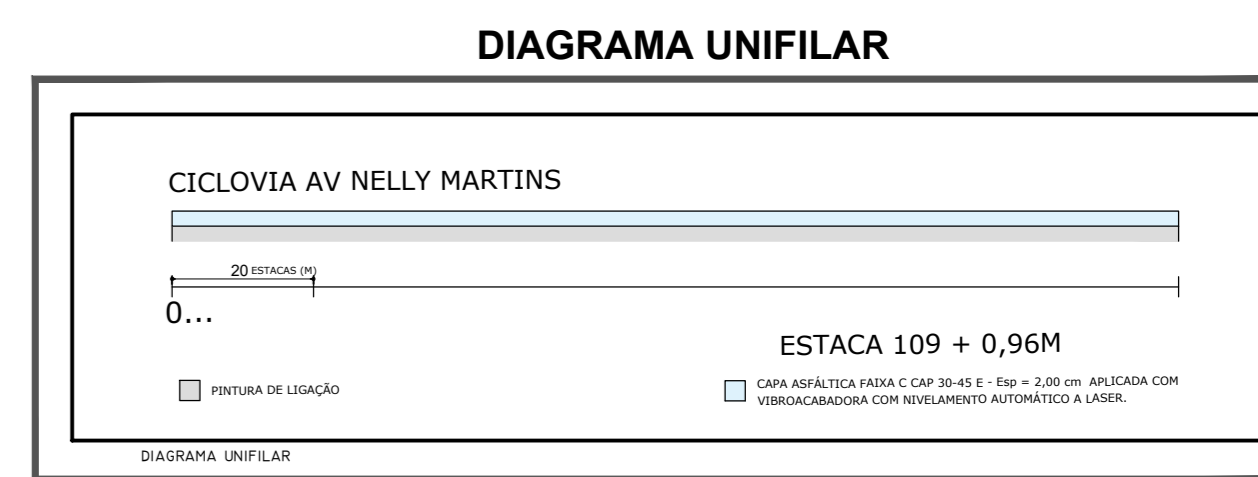 DIAGRAMA UNIFILAR
CICLOVIA AV NELLY MARTINS
20 ESTACAS (M)
0...
ESTACA 109 + 0,96M
PINTURA DE LIGAÇÃO
CAPA ASFÁLTICA FAIXA C CAP 30-45 E - Esp = 2,00 cm APLICADA COM
VIBROACABADORA COM NIVELAMENTO AUTOMÁTICO A LASER.
DIAGRAMA UNIFILAR